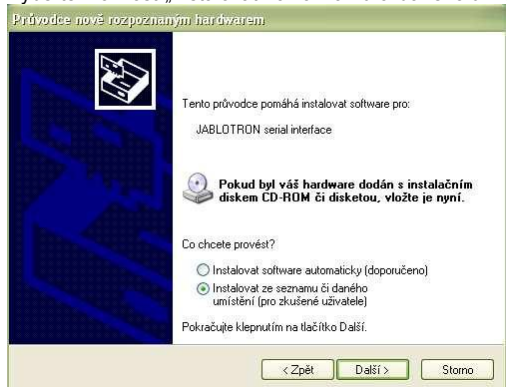 Průvodce nově rozpoznaným hardwarem
Tento průvodce pomáhá instalovat software pro:
JABLOTRON serial interface
Pokud byl váš hardware dodán s instalačním
diskem CD-ROM či disketou, vložte je nyní.
Co chcete provést?
Instalovat software automaticky (doporučeno)
Instalovat ze seznamu či daného
umístění (pro zkušené uživatele)
Pokračujte klepnutím na tlačítko Další.
< Zpět Další > Storno